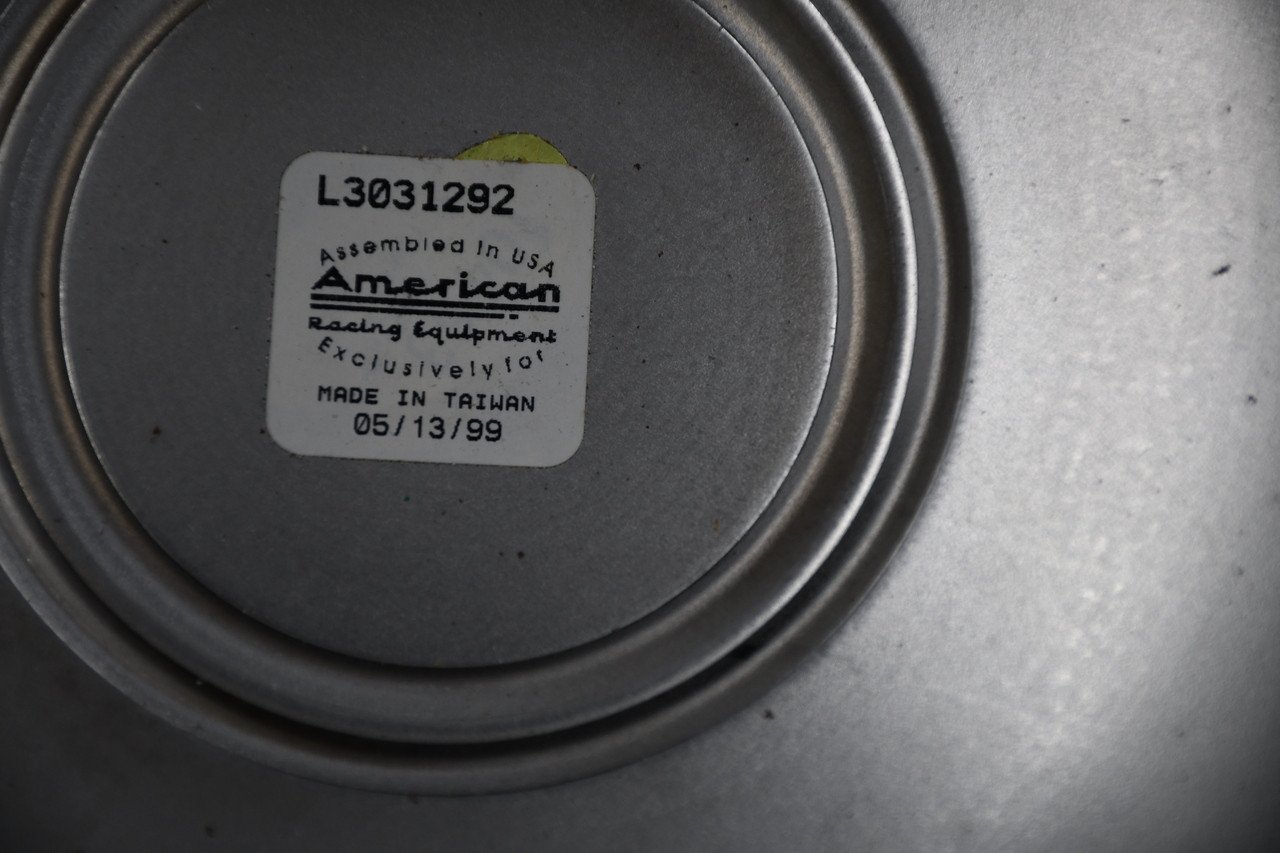 L3031292
Assembled in USA
American
Racing Equipment
Exclusively for
MADE IN TAIWAN
05/13/99